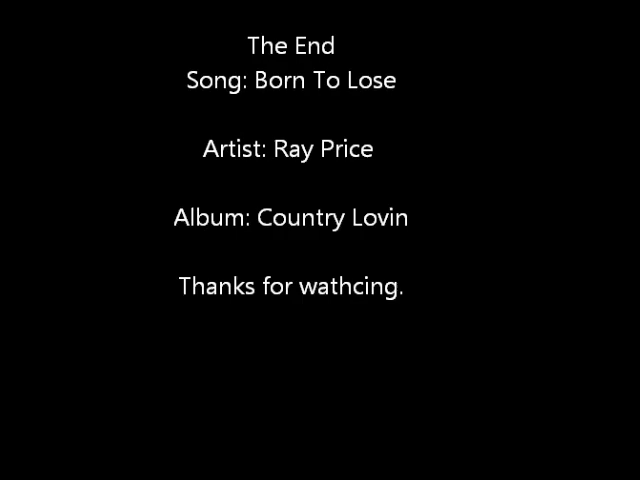 The End
Song: Born To Lose
Artist: Ray Price
Album: Country Lovin
Thanks for wathcing.